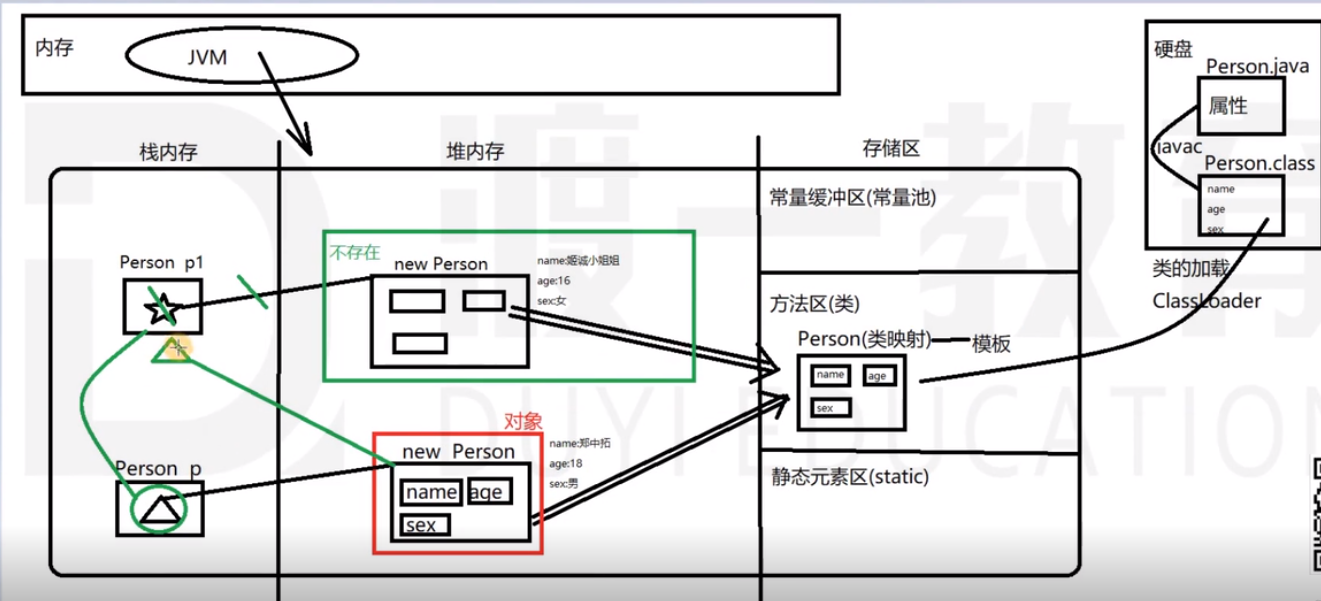 内存
JVM
硬盘
Person.java
属性
javac
Person.class
name
age
sex
类的加载
ClassLoader
栈内存
堆内存
存储区
常量缓冲区(常量池)
不存在
Person p1
new Person
name:姬诚小姐姐
age:16
sex:女
方法区(类)
Person(类映射)
模板
name
age
sex
对象
Person p
new Person
name:郑中拓
age:18
sex:男
name
age
sex
静态元素区(static)
渡一教育
DUYI EDUCATION